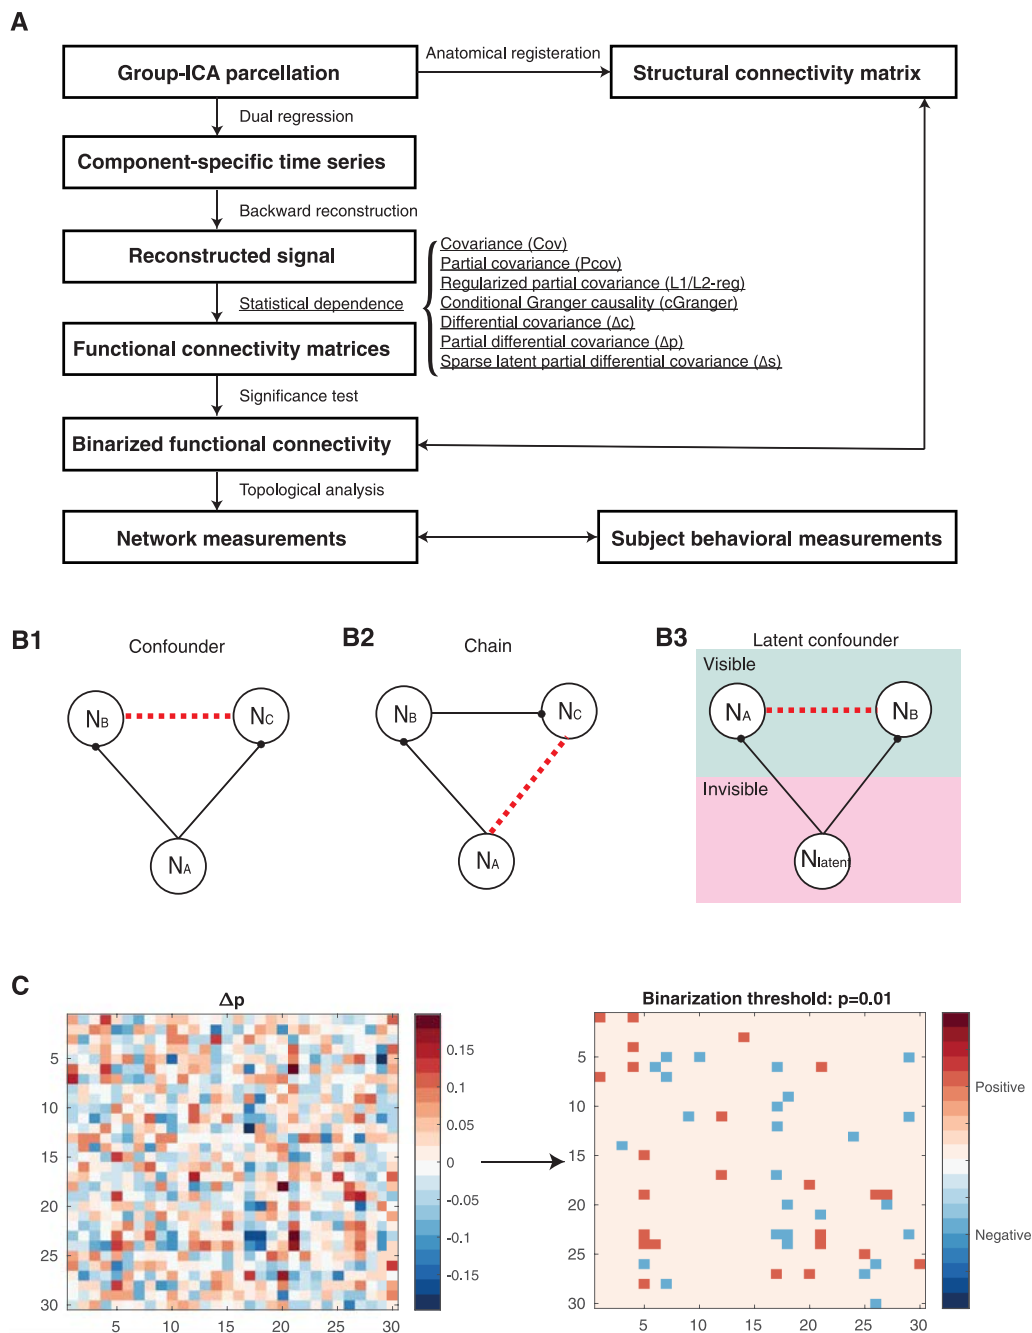 A
Group-ICA parcellation
Anatomical registeration
Structural connectivity matrix
Dual regression
Component-specific time series
Backward reconstruction
Reconstructed signal
Statistical dependence
Covariance (Cov)
Partial covariance (Pcov)
Regularized partial covariance (L1/L2-reg)
Conditional Granger causality (cGranger)
Differential covariance (Δc)
Partial differential covariance (Δp)
Sparse latent partial differential covariance (Δs)
Functional connectivity matrices
Significance test
Binarized functional connectivity
Topological analysis
Network measurements
Subject behavioral measurements
B1
Confounder
NB
NC
NA
B2
Chain
NB
NC
NA
B3
Latent confounder
Visible
NA
NB
Invisible
Nlatent
C
Δp
5
10
15
20
25
30
5
10
15
20
25
30
0.15
0.1
0.05
0
-0.05
-0.1
-0.15
Binarization threshold: p=0.01
5
10
15
20
25
30
5
10
15
20
25
30
Positive
Negative